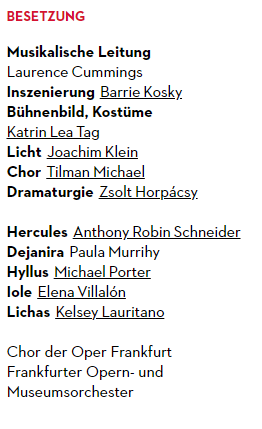 BESETZUNG
Musikalische Leitung
Laurence Cummings
Inszenierung Barrie Kosky
Bühnenbild, Kostüme
Katrin Lea Tag
Licht Joachim Klein
Chor Tilman Michael
Dramaturgie Zsolt Horpácsy
Hercules Anthony Robin Schneider
Dejanira Paula Murrihy
Hyllus Michael Porter
Iole Elena Villalón
Lichas Kelsey Lauritano
Chor der Oper Frankfurt
Frankfurter Opern- und
Museumsorchester